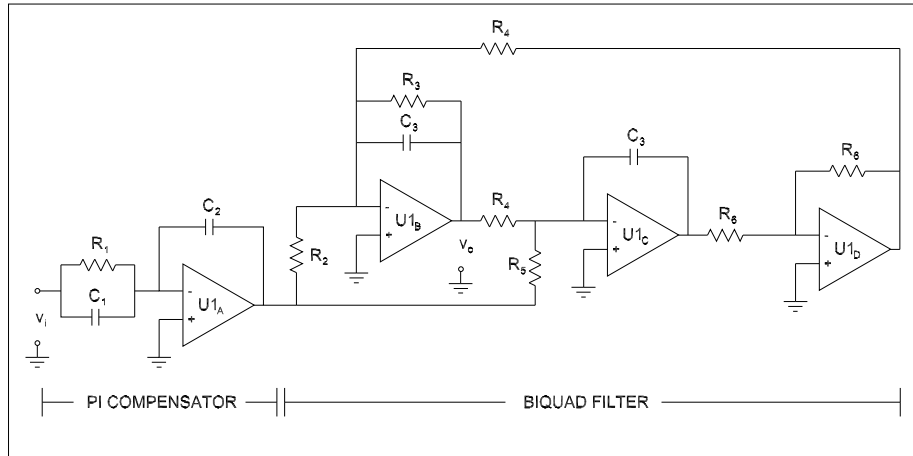 R4
R3
C3
C3
R6
C2
R4
U1B
R6
U1C
U1D
R1
R2
R5
vo
C1
U1A
vi
PI COMPENSATOR
BIQUAD FILTER